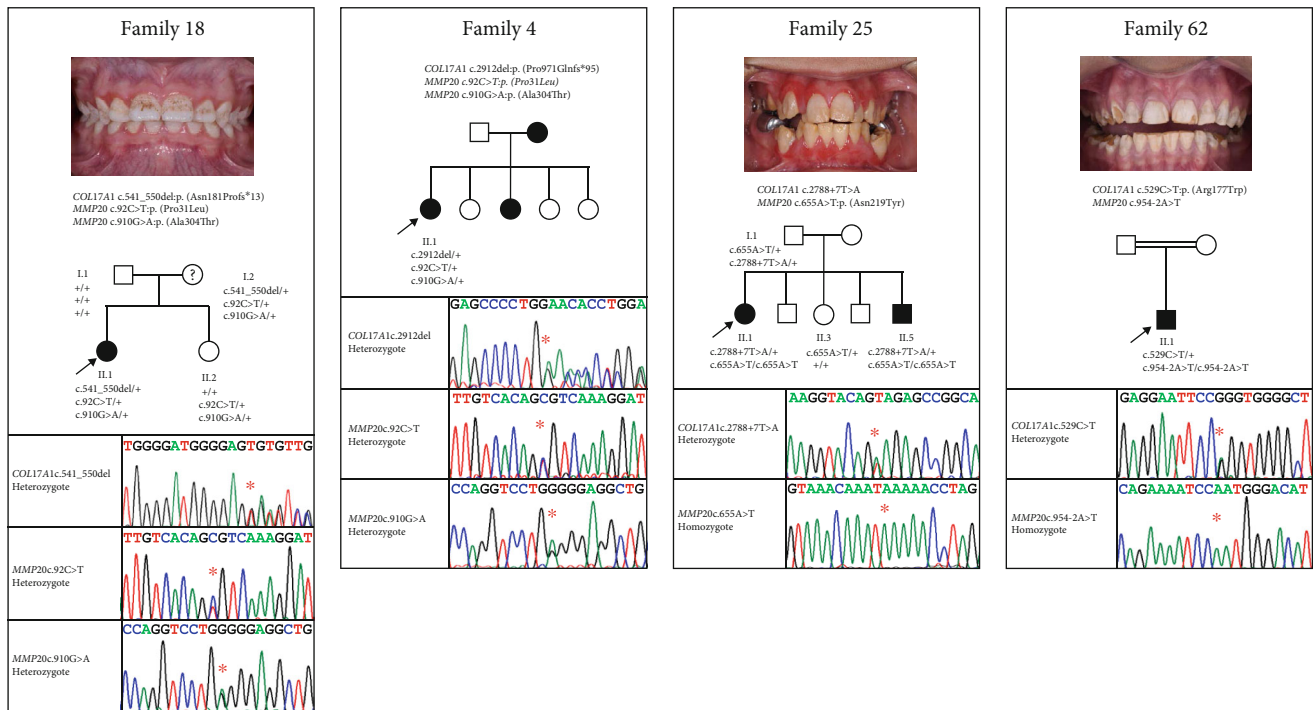 Family 18
COL17A1 c.541_550del:p. (Asn181Profs*13)
MMP20 c.92C>T:p. (Pro31Leu)
MMP20 c.910G>A:p. (Ala304Thr)
I.1
+/+
+/+
+/+
?
I.2
c.541_550del/+
c.92C>T/+
c.910G>A/+
II.1
c.541_550del/+
c.92C>T/+
c.910G>A/+
II.2
+/+
c.92C>T/+
c.910G>A/+
COL17A1c.541_550del
Heterozygote
TGGGGATGGGGAGTGTGTTG
*
MMP20c.92C>T
Heterozygote
TTGTCACAGCGTCAAAGGAT
*
MMP20c.910G>A
Heterozygote
CCAGGTCCTGGGGGAGGCTG
*
Family 4
COL17A1 c.2912del:p. (Pro971Glnfs*95)
MMP20 c.92C>T:p. (Pro31Leu)
MMP20 c.910G>A:p. (Ala304Thr)
II.1
c.2912del/+
c.92C>T/+
c.910G>A/+
COL17A1c.2912del
Heterozygote
GAGCCCCTGGAACACCTGGA
*
MMP20c.92C>T
Heterozygote
TTGTCACAGCGTCAAAGGAT
*
MMP20c.910G>A
Heterozygote
CCAGGTCCTGGGGGAGGCTG
*
Family 25
COL17A1 c.2788+7T>A
MMP20 c.655A>T:p. (Asn219Tyr)
I.1
c.655A>T/+
c.2788+7T>A/+
II.1
c.2788+7T>A/+
c.655A>T/c.655A>T
II.3
c.655A>T/+
+/+
II.5
c.2788+7T>A/+
c.655A>T/c.655A>T
COL17A1c.2788+7T>A
Heterozygote
AAGGTACAGTAGAGCCGGCA
*
MMP20c.655A>T
Homozygote
GTAAACAAATAAAAACCTAG
*
Family 62
COL17A1 c.529C>T:p. (Arg177Trp)
MMP20 c.954-2A>T
II.1
c.529C>T/+
c.954-2A>T/c.954-2A>T
COL17A1c.529C>T
Heterozygote
GAGGAATTCCGGGTGGGGCT
*
MMP20c.954-2A>T
Homozygote
CAGAAAATCCAATGGGACAT
*